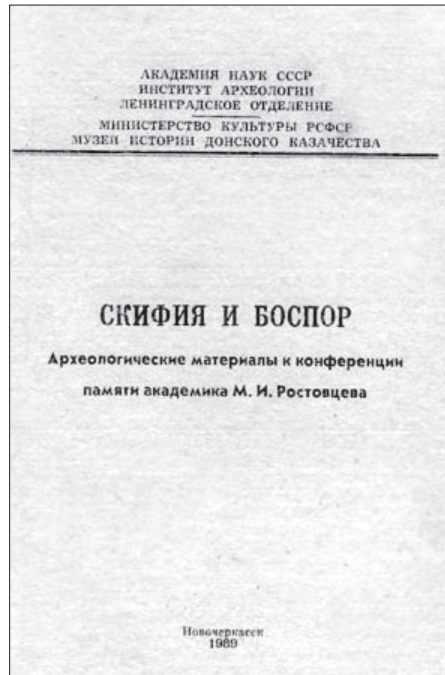 АКАДЕМИЯ НАУК СССР
ИНСТИТУТ АРХЕОЛОГИИ
ЛЕНИНГРАДСКОЕ ОТДЕЛЕНИЕ
МИНИСТЕРСТВО КУЛЬТУРЫ РСФСР
МУЗЕЙ ИСТОРИИ ДОНСКОГО КАЗАЧЕСТВА
СКИФИЯ И БОСПОР
Археологические материалы к конференции
памяти академика М. И. Ростовцева
Новочеркасск
1989